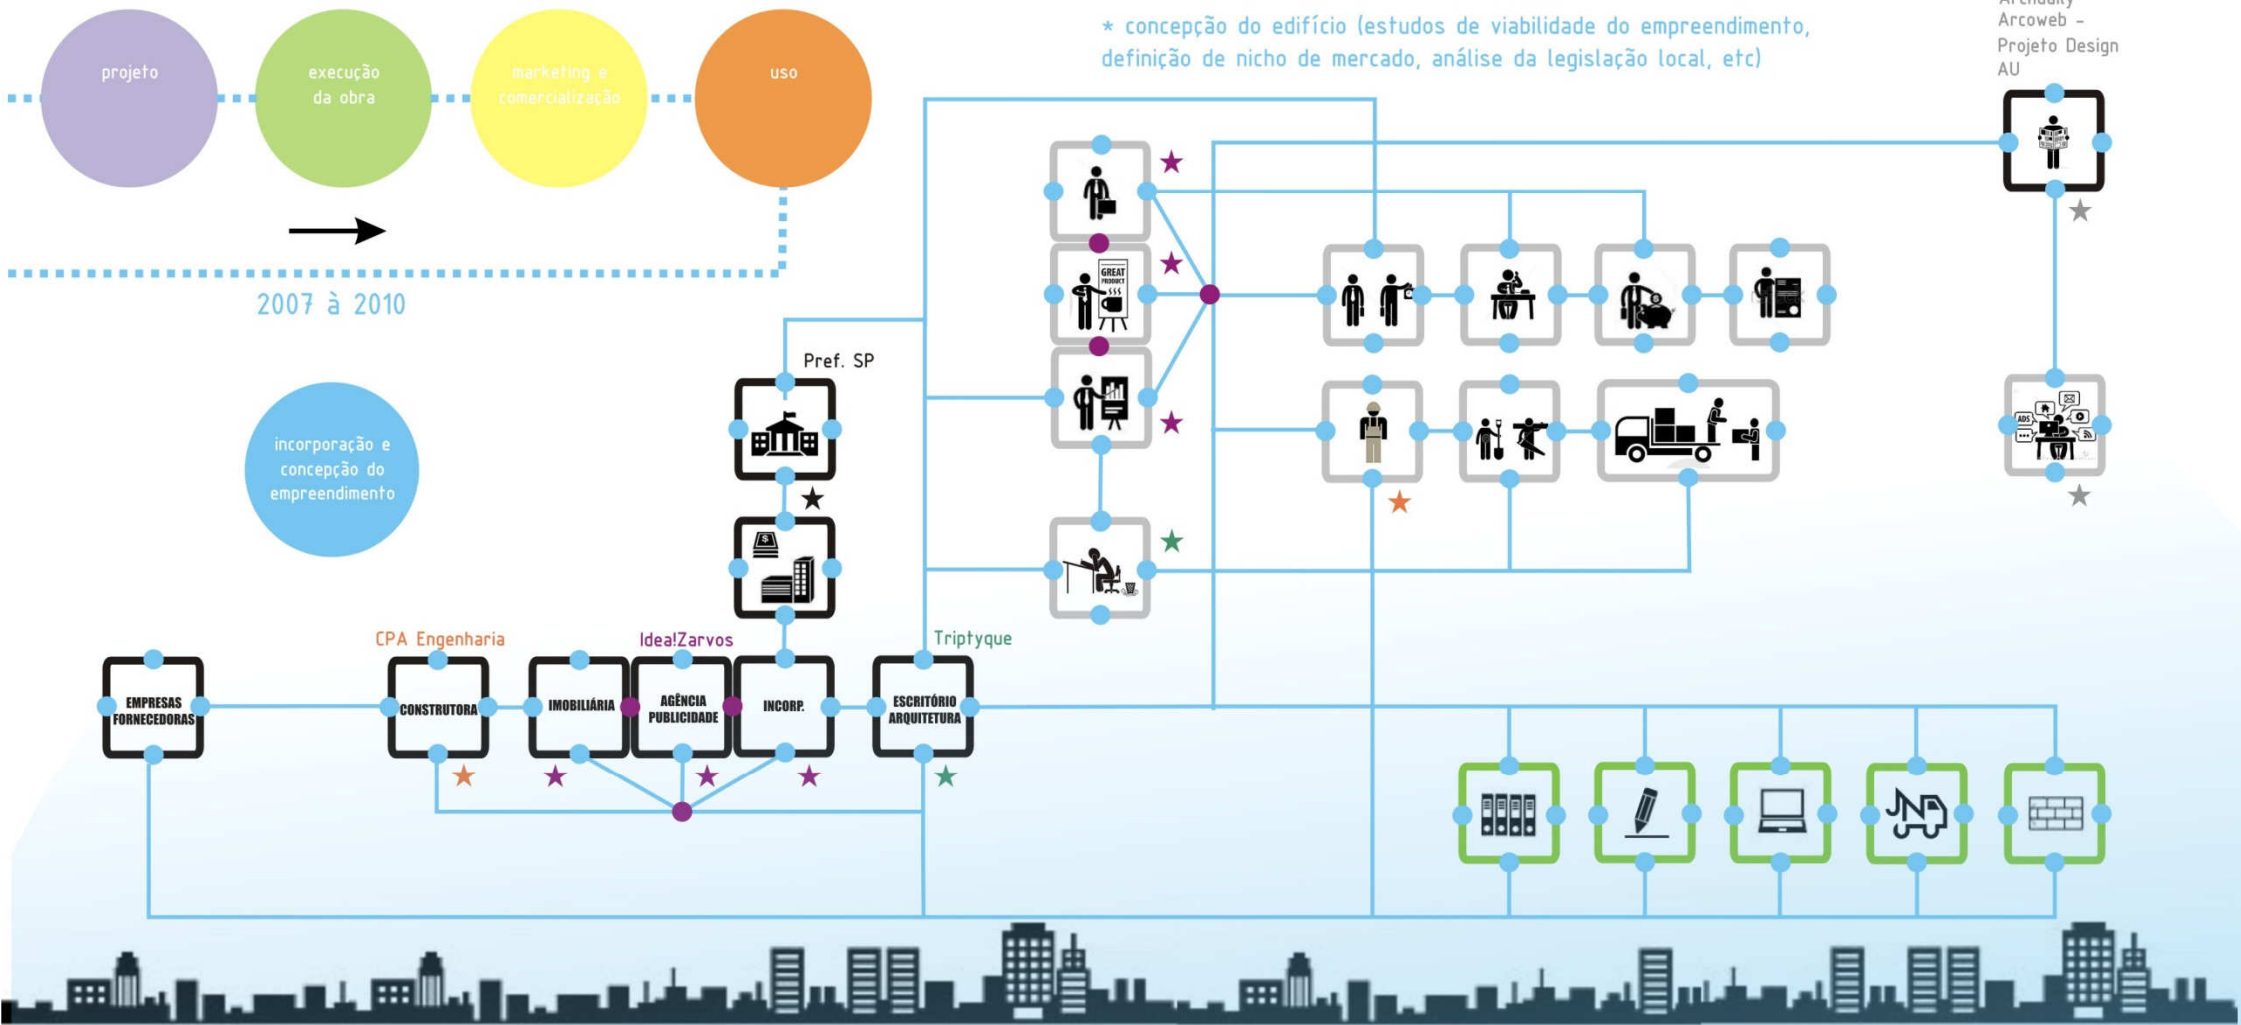 projeto
execução
da obra
marketing e
comercialização
uso
* concepção do edifício (estudos de viabilidade do empreendimento,
definição de nicho de mercado, análise da legislação local, etc)
Arcoweb -
Projeto Design
AU
2007 à 2010
GREAT
PRODUCT
Pref. SP
incorporação e
concepção do
empreendimento
ADS
$
CPA Engenharia
Idea!Zarvos
Triptyque
EMPRESAS
FORNECEDORAS
CONSTRUTORA
IMOBILIÁRIA
AGÊNCIA
PUBLICIDADE
INCORP.
ESCRITÓRIO
ARQUITETURA